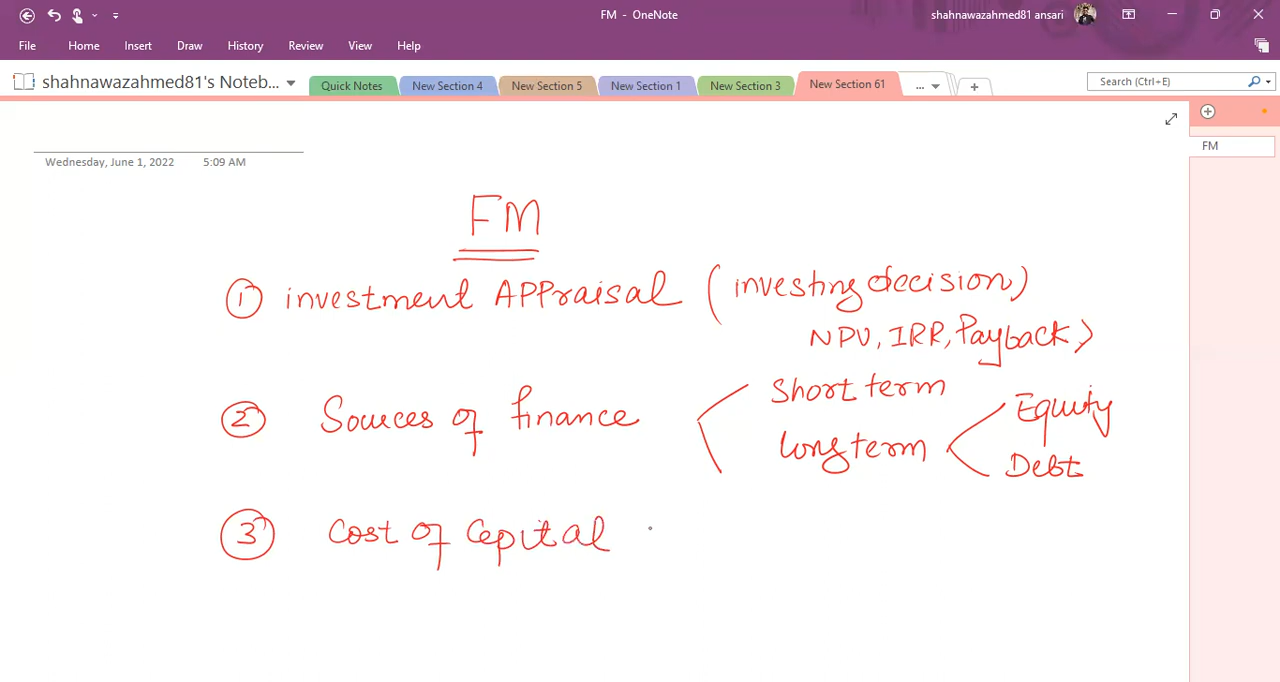 FM - OneNote
shahnawazahmed81 ansari
File Home Insert Draw History Review View Help
shahnawazahmed81's Noteb...
Quick Notes New Section 4 New Section 5 New Section 1 New Section 3 New Section 61 ...
Search (Ctrl+E)
FM
Wednesday, June 1, 2022 5:09 AM
FM
① investment APPraisal (investing decision)
NPV, IRR, Payback>
② Sources of finance
Short term
Long term
Equity
Debt
③ Cost of Cepital